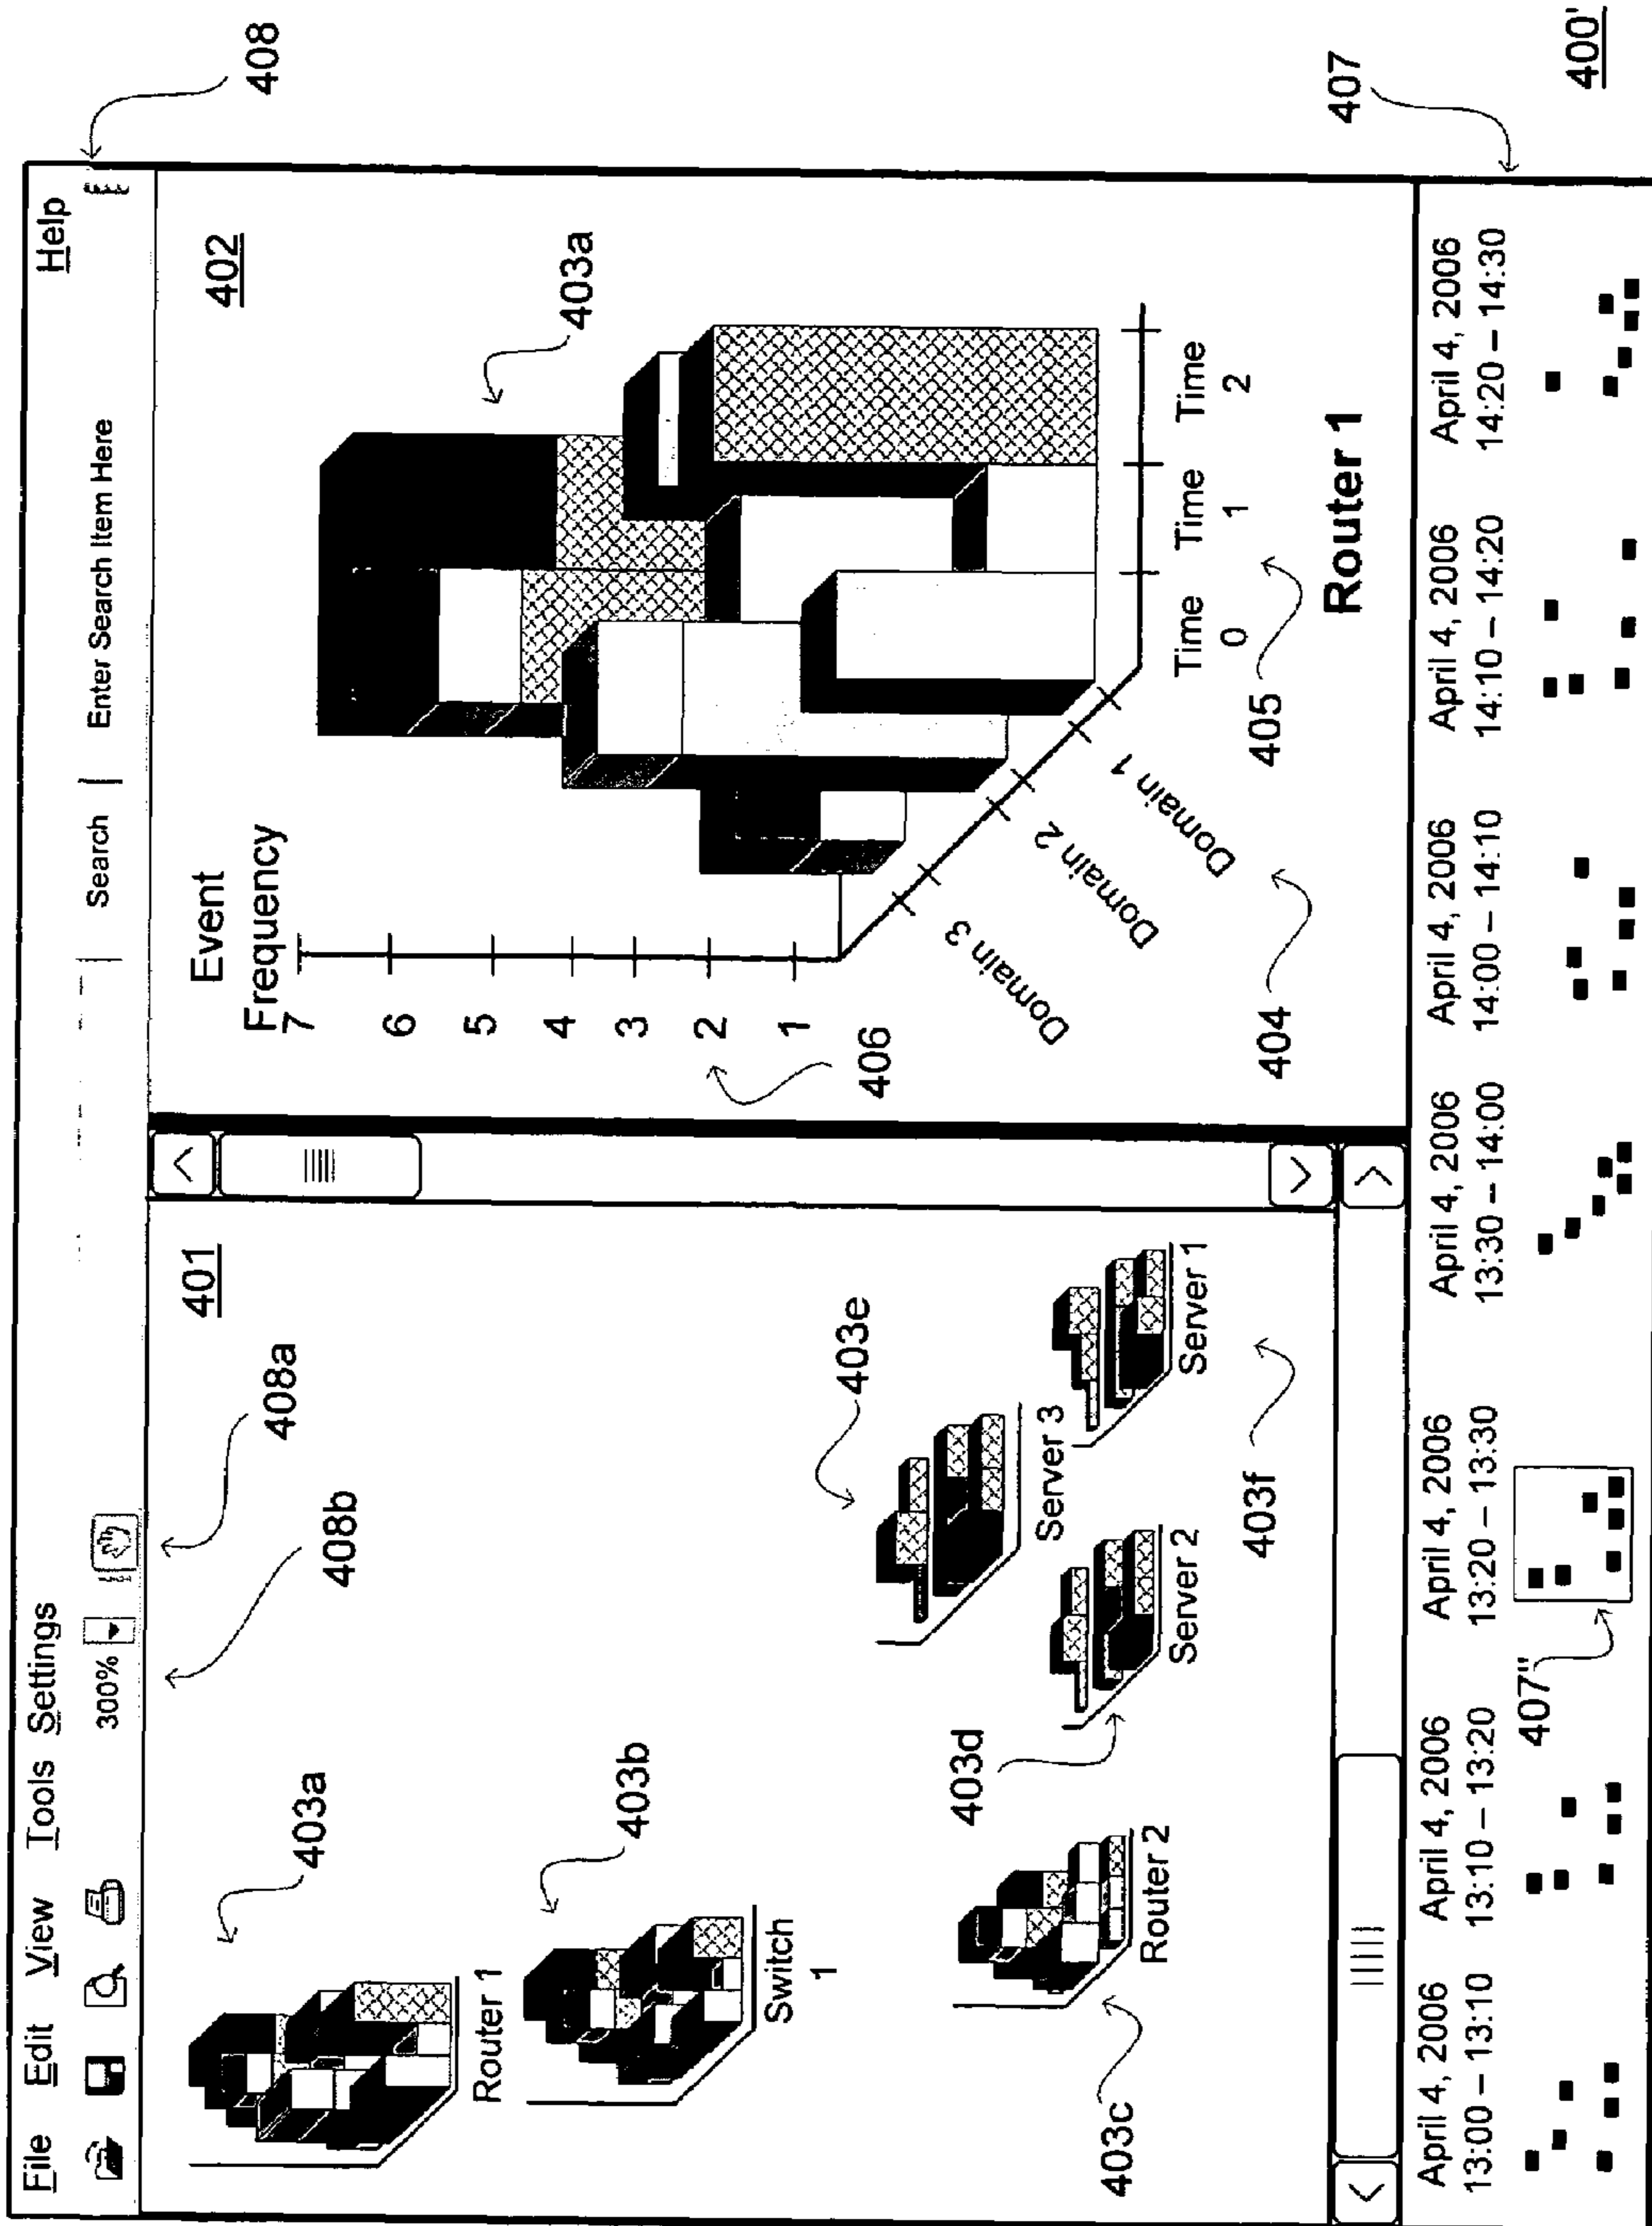 File Edit View Tools Settings Help
300% Search Enter Search Item Here
408
408a
408b
401
403a
Router 1
403b
Switch
1
403c
Router 2
403d
Server 2
403e
Server 3
403f
Server 1
402
403a
Event
Frequency
7
6
5
4
3
2
1
406
Domain 3
Domain 2
Domain 1
404
Time Time Time
0 1 2
405
Router 1
407
April 4, 2006 April 4, 2006 April 4, 2006 April 4, 2006 April 4, 2006 April 4, 2006 April 4, 2006
13:00 – 13:10 13:10 – 13:20 13:20 – 13:30 13:30 – 14:00 14:00 – 14:10 14:10 – 14:20 14:20 – 14:30
407"
400'